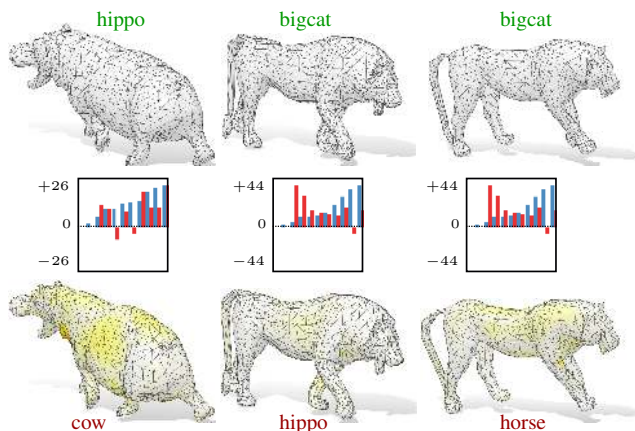 hippo bigcat bigcat
+26 +44 +44
0 0 0
−26 −44 −44
cow hippo horse